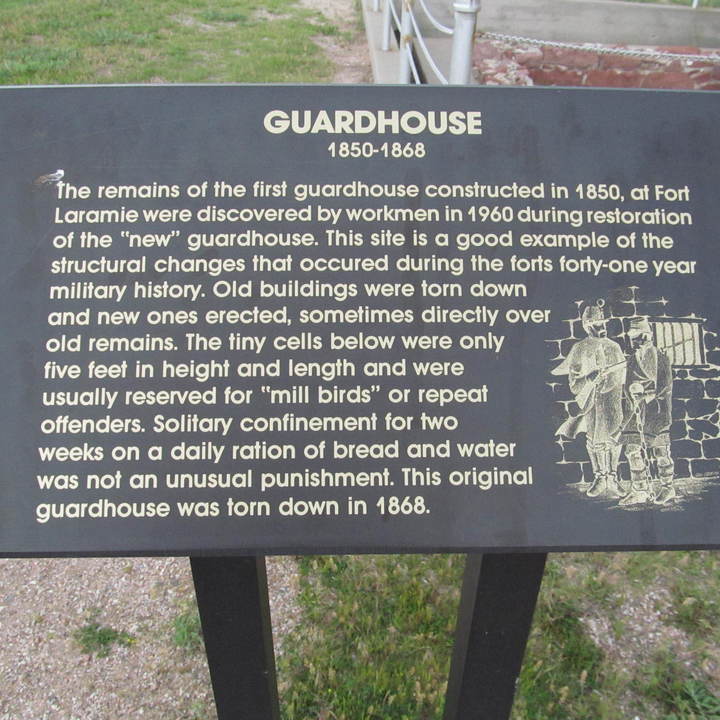 GUARDHOUSE
1850-1868
The remains of the first guardhouse constructed in 1850, at Fort
Laramie were discovered by workmen in 1960 during restoration
of the "new" guardhouse. This site is a good example of the
structural changes that occured during the forts forty-one year
military history. Old buildings were torn down
and new ones erected, sometimes directly over
old remains. The tiny cells below were only
five feet in height and length and were
usually reserved for "mill birds" or repeat
offenders. Solitary confinement for two
weeks on a daily ration of bread and water
was not an unusual punishment. This original
guardhouse was torn down in 1868.